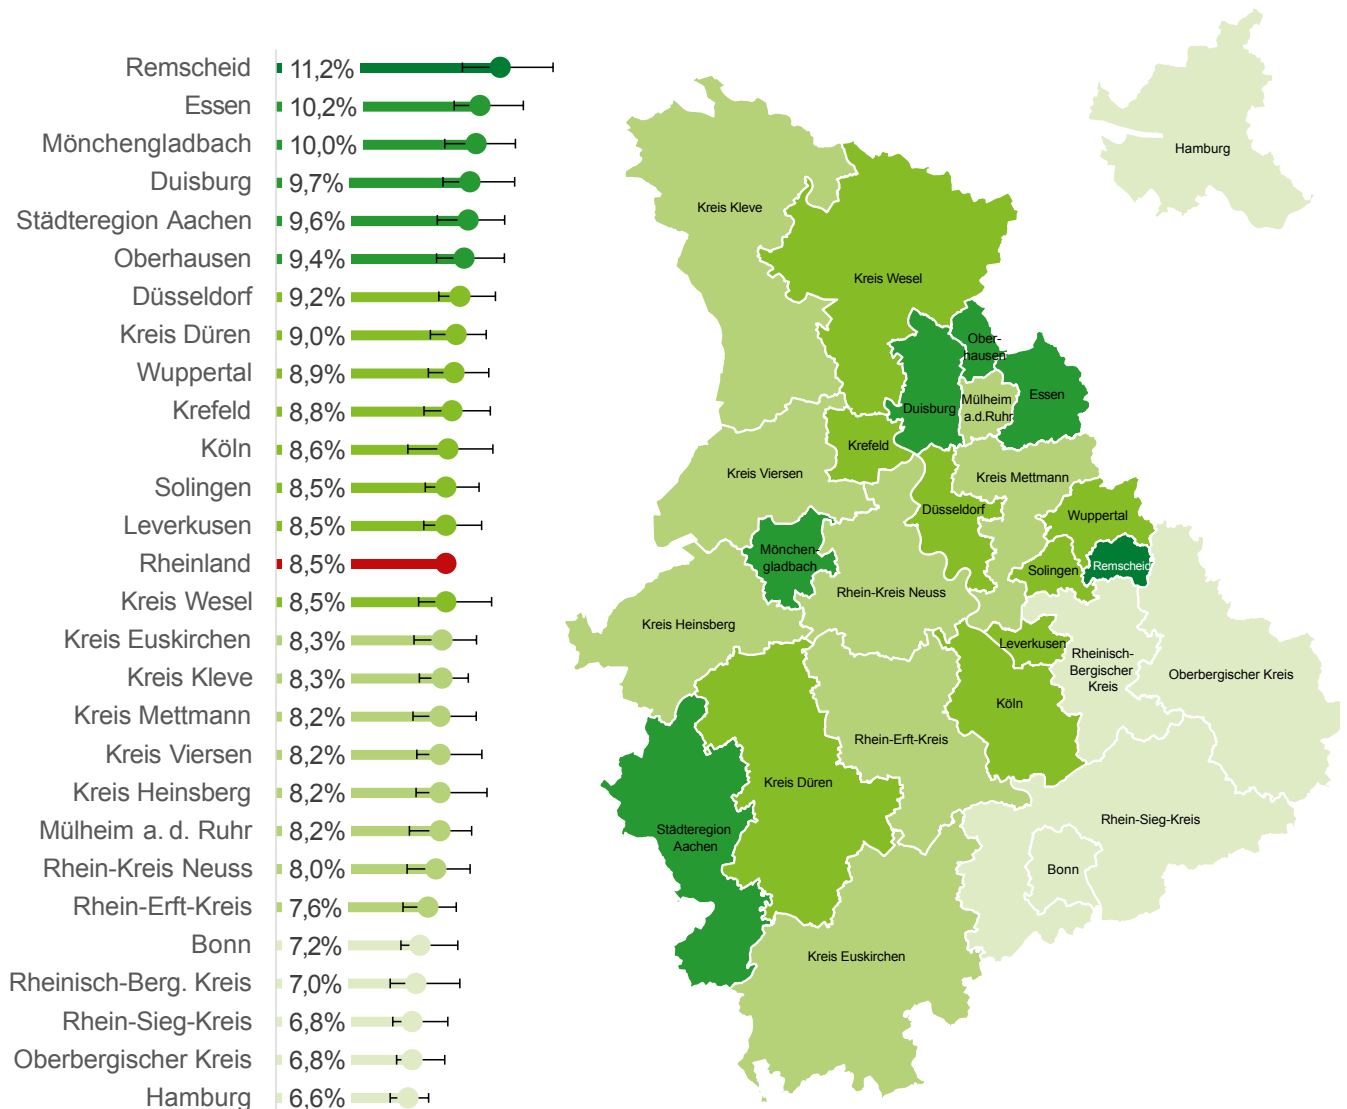 Remscheid 11,2%
Essen 10,2%
Mönchengladbach 10,0%
Duisburg 9,7%
Städteregion Aachen 9,6%
Oberhausen 9,4%
Düsseldorf 9,2%
Kreis Düren 9,0%
Wuppertal 8,9%
Krefeld 8,8%
Köln 8,6%
Solingen 8,5%
Leverkusen 8,5%
Rheinland 8,5%
Kreis Wesel 8,5%
Kreis Euskirchen 8,3%
Kreis Kleve 8,3%
Kreis Mettmann 8,2%
Kreis Viersen 8,2%
Kreis Heinsberg 8,2%
Mülheim a. d. Ruhr 8,2%
Rhein-Kreis Neuss 8,0%
Rhein-Erft-Kreis 7,6%
Bonn 7,2%
Rheinisch-Berg. Kreis 7,0%
Rhein-Sieg-Kreis 6,8%
Oberbergischer Kreis 6,8%
Hamburg 6,6%
Hamburg
Kreis Kleve
Kreis Wesel
Ober-
hausen
Essen
Mülheim
a.d.Ruhr
Duisburg
Krefeld
Kreis Viersen
Kreis Mettmann
Düsseldorf
Wuppertal
Mönchen-
gladbach
Remscheid
Solingen
Rhein-Kreis Neuss
Kreis Heinsberg
Leverkusen
Rheinisch-
Bergischer
Kreis
Oberbergischer Kreis
Köln
Rhein-Erft-Kreis
Kreis Düren
Rhein-Sieg-Kreis
Städteregion
Aachen
Bonn
Kreis Euskirchen